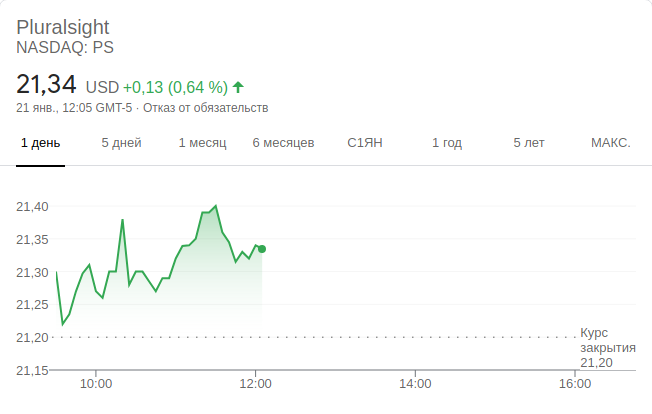 Pluralsight
NASDAQ: PS
21,34 USD +0,13 (0,64 %)
21 янв., 12:05 GMT-5 · Отказ от обязательств
1 день 5 дней 1 месяц 6 месяцев С1ЯН 1 год 5 лет МАКС.
21,40
21,35
21,30
21,25
21,20
21,15
Курс
закрытия
21,20
10:00 12:00 14:00 16:00